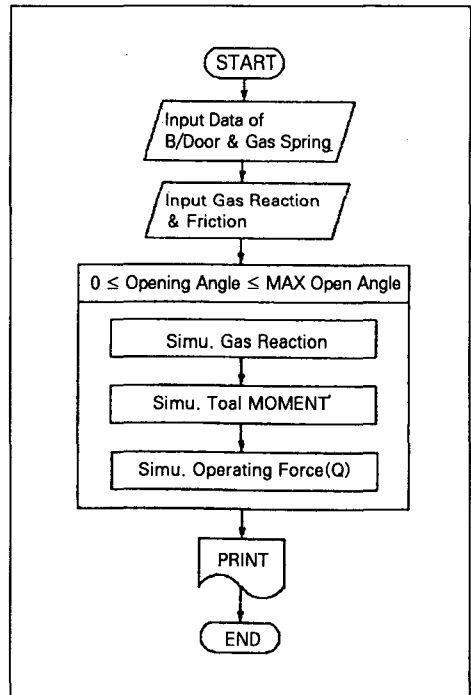 START
Input Data of
B/Door & Gas Spring
Input Gas Reaction
& Friction
0 ≤ Opening Angle ≤ MAX Open Angle
Simu. Gas Reaction
Simu. Toal MOMENT
Simu. Operating Force(Q)
PRINT
END